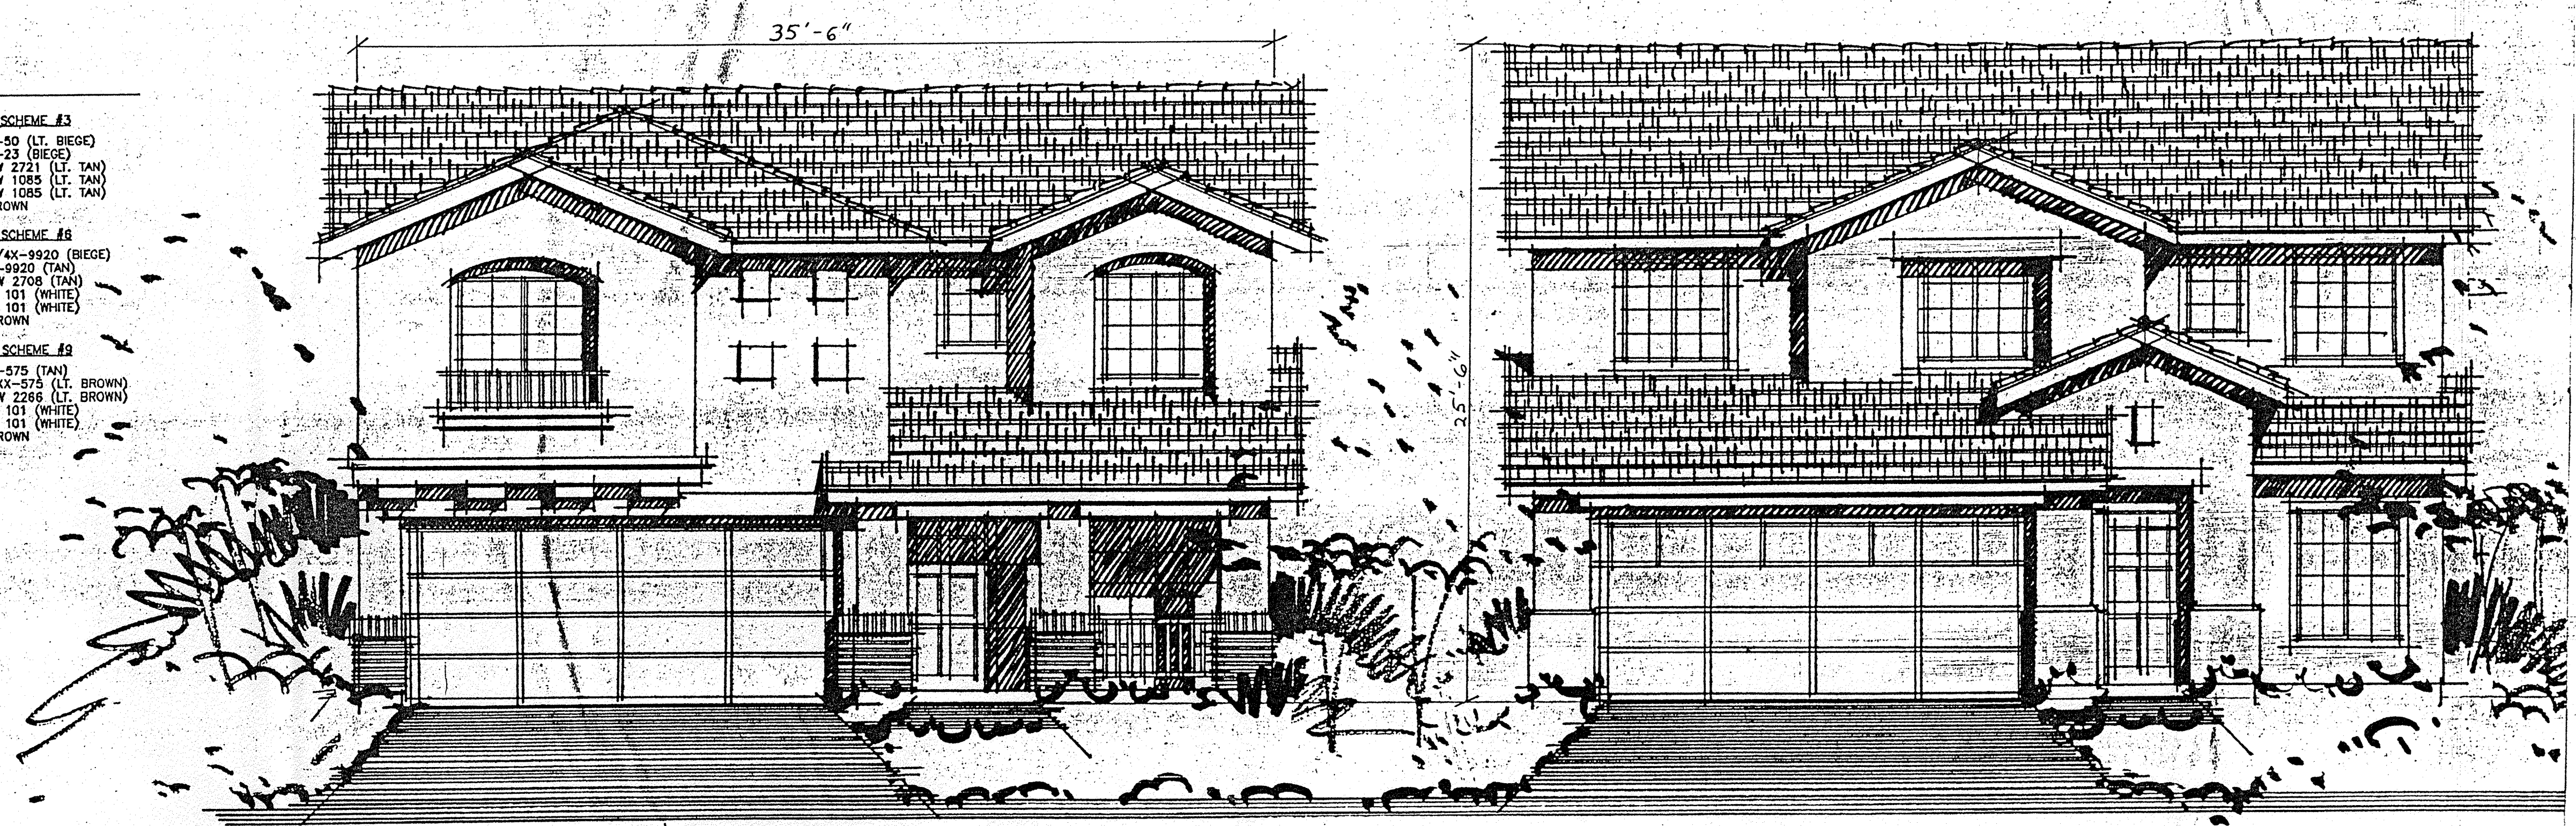 35'-6"
SCHEME #3
-50 (LT. BIEGE)
-23 (BIEGE)
2721 (LT. TAN)
1085 (LT. TAN)
1085 (LT. TAN)
ROWN
SCHEME #6
/4X-9920 (BIEGE)
-9920 (TAN)
2708 (TAN)
101 (WHITE)
101 (WHITE)
ROWN
SCHEME #9
-575 (TAN)
XX-575 (LT. BROWN)
2266 (LT. BROWN)
101 (WHITE)
101 (WHITE)
ROWN
25'-6"